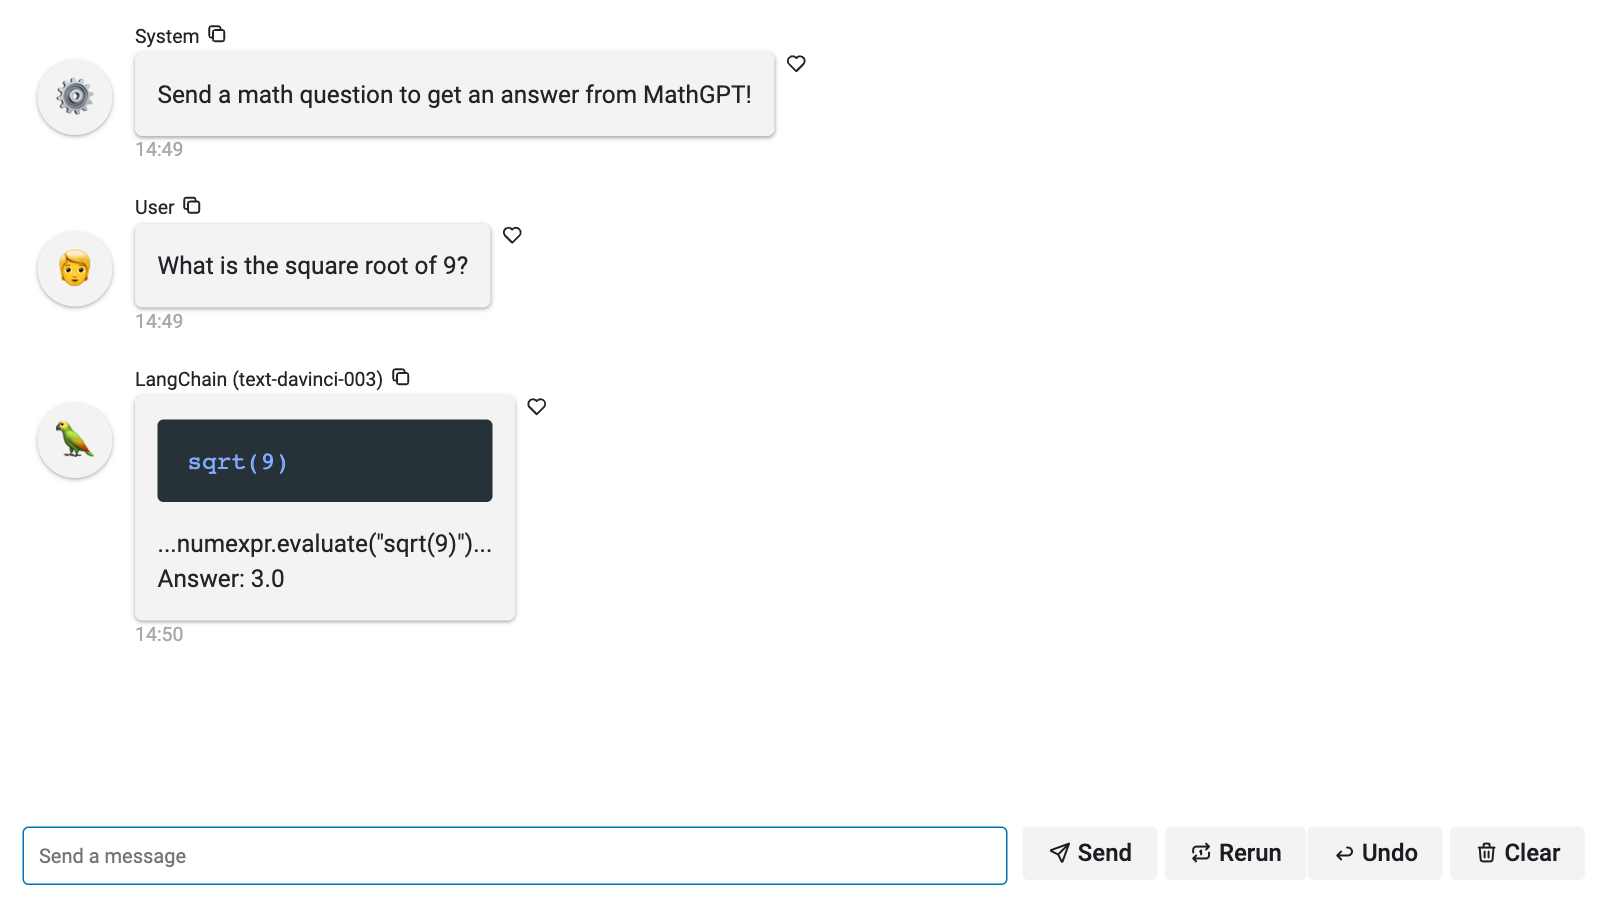 System
Send a math question to get an answer from MathGPT!
14:49
User
What is the square root of 9?
14:49
LangChain (text-davinci-003)
sqrt(9)
...numexpr.evaluate("sqrt(9)")...
Answer: 3.0
14:50
Send a message
Send
Rerun
Undo
Clear